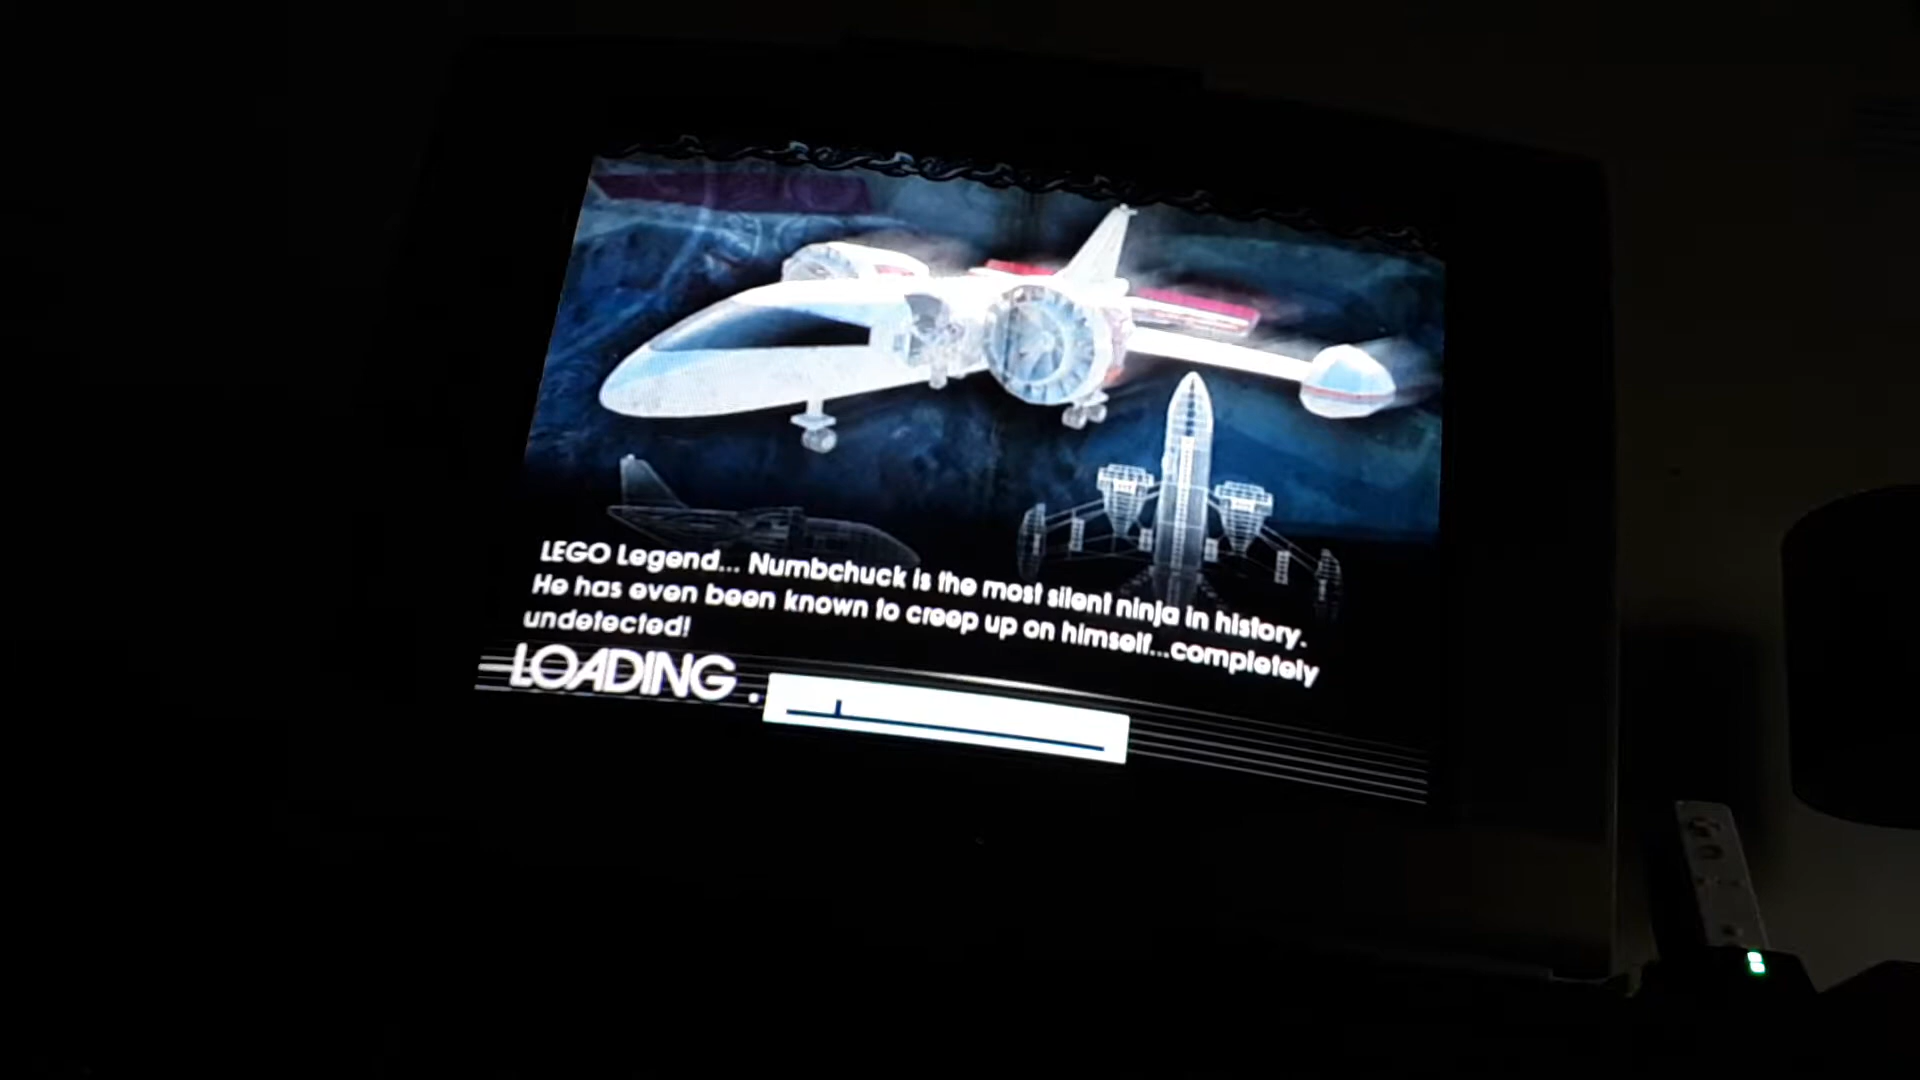 LEGO Legend... Numbchuck is the most silent ninja in history.
He has even been known to creep up on himself...completely
undetected!
LOADING .